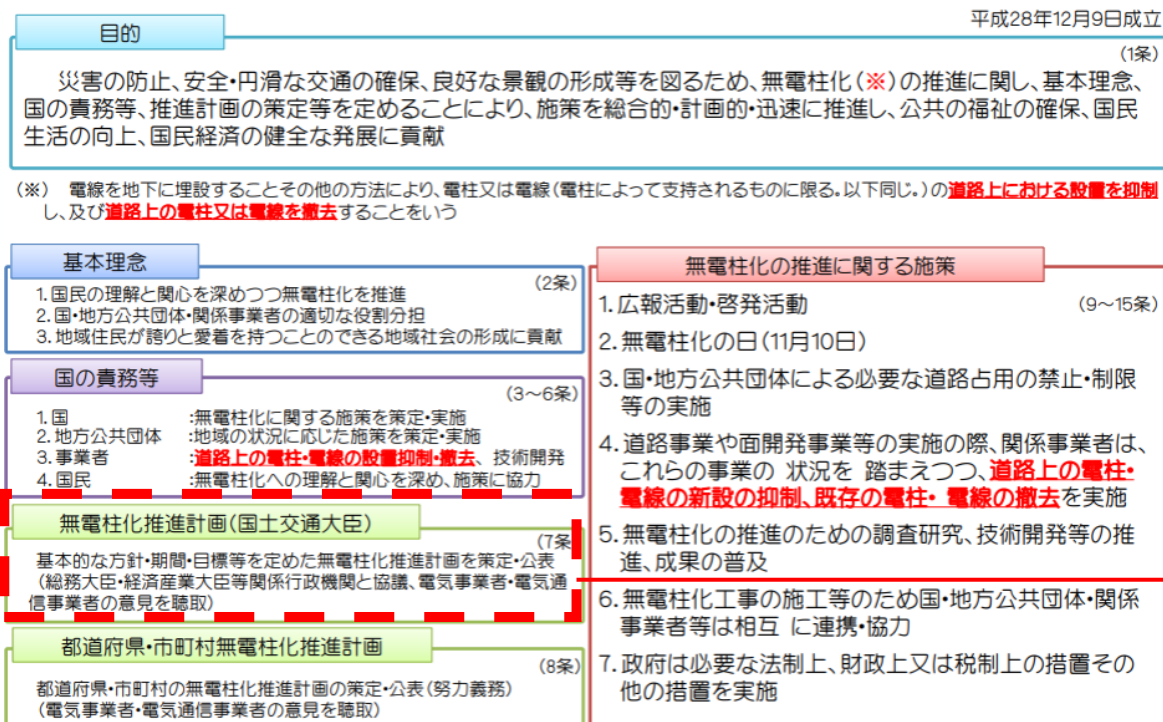 平成28年12月9日成立
目的
(1条)
災害の防止、安全・円滑な交通の確保、良好な景観の形成等を図るため、無電柱化(※)の推進に関し、基本理念、
国の責務等、推進計画の策定等を定めることにより、施策を総合的・計画的・迅速に推進し、公共の福祉の確保、国民
生活の向上、国民経済の健全な発展に貢献
(※) 電線を地下に埋設することその他の方法により、電柱又は電線(電柱によって支持されるものに限る。以下同じ。)の道路上における設置を抑制
し、及び道路上の電柱又は電線を撤去することをいう
基本理念
(2条)
1.国民の理解と関心を深めつつ無電柱化を推進
2.国・地方公共団体・関係事業者の適切な役割分担
3.地域住民が誇りと愛着を持つことのできる地域社会の形成に貢献
国の責務等
(3～6条)
1.国 :無電柱化に関する施策を策定・実施
2.地方公共団体 :地域の状況に応じた施策を策定・実施
3.事業者 :道路上の電柱・電線の設置抑制・撤去、技術開発
4.国民 :無電柱化への理解と関心を深め、施策に協力
無電柱化推進計画(国土交通大臣)
(7条
基本的な方針・期間・目標等を定めた無電柱化推進計画を策定・公表
(総務大臣・経済産業大臣等関係行政機関と協議、電気事業者・電気通
信事業者の意見を聴取)
都道府県・市町村無電柱化推進計画
(8条)
都道府県・市町村の無電柱化推進計画の策定・公表(努力義務)
(電気事業者・電気通信事業者の意見を聴取)
無電柱化の推進に関する施策
1.広報活動・啓発活動 (9～15条)
2.無電柱化の日(11月10日)
3.国・地方公共団体による必要な道路占用の禁止・制限
等の実施
4.道路事業や面開発事業等の実施の際、関係事業者は、
これらの事業の 状況を 踏まえつつ、道路上の電柱・
電線の新設の抑制、既存の電柱・ 電線の撤去を実施
5.無電柱化の推進のための調査研究、技術開発等の推
進、成果の普及
6.無電柱化工事の施工等のため国・地方公共団体・関係
事業者等は相互 に連携・協力
7.政府は必要な法制上、財政上又は税制上の措置その
他の措置を実施